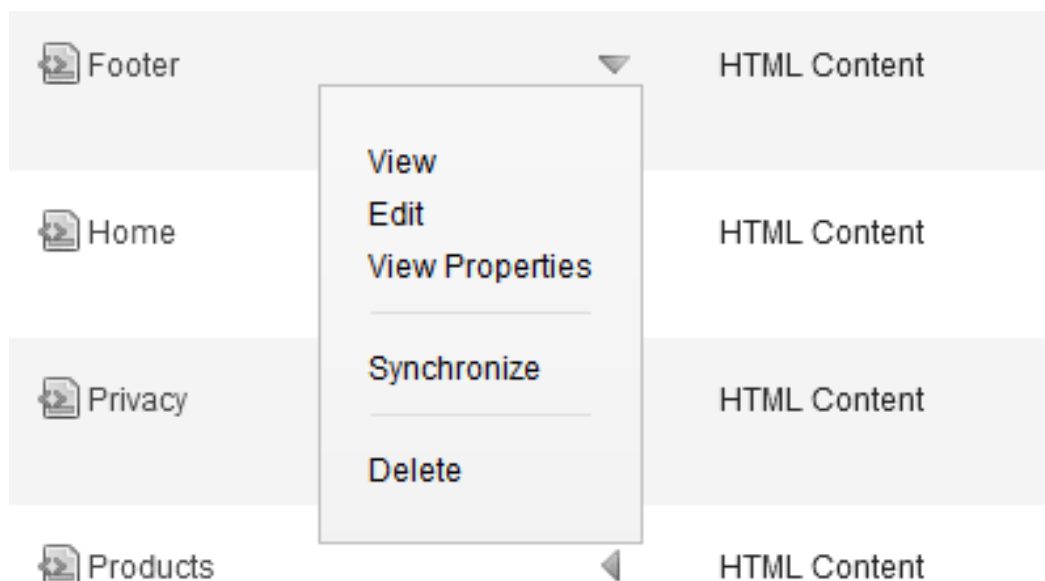 Footer HTML Content
View
Edit
Home HTML Content
View Properties
Synchronize
Privacy HTML Content
Delete
Products HTML Content